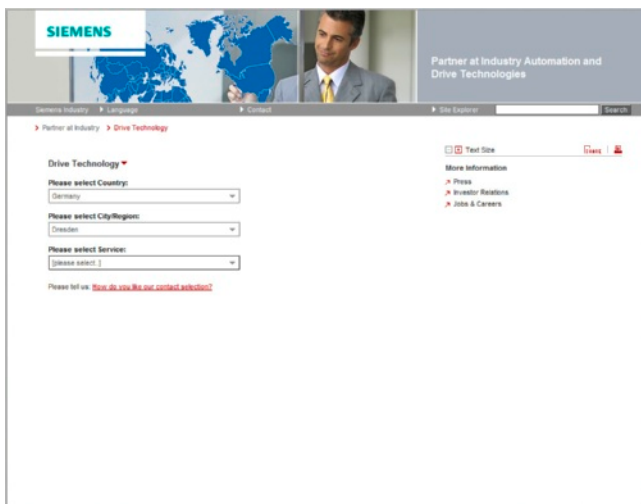 SIEMENS
Partner at Industry Automation and
Drive Technologies
Siemens Industry
Language
Contact
Site Explorer
Search
Partner at Industry
Drive Technology
Text Size
Drive Technology
More Information
Press
Investor Relations
Jobs & Careers
Please select Country:
Germany
Please select City/Region:
Dresden
Please select Service:
[please select..]
Please tell us: How do you like our contact selection?